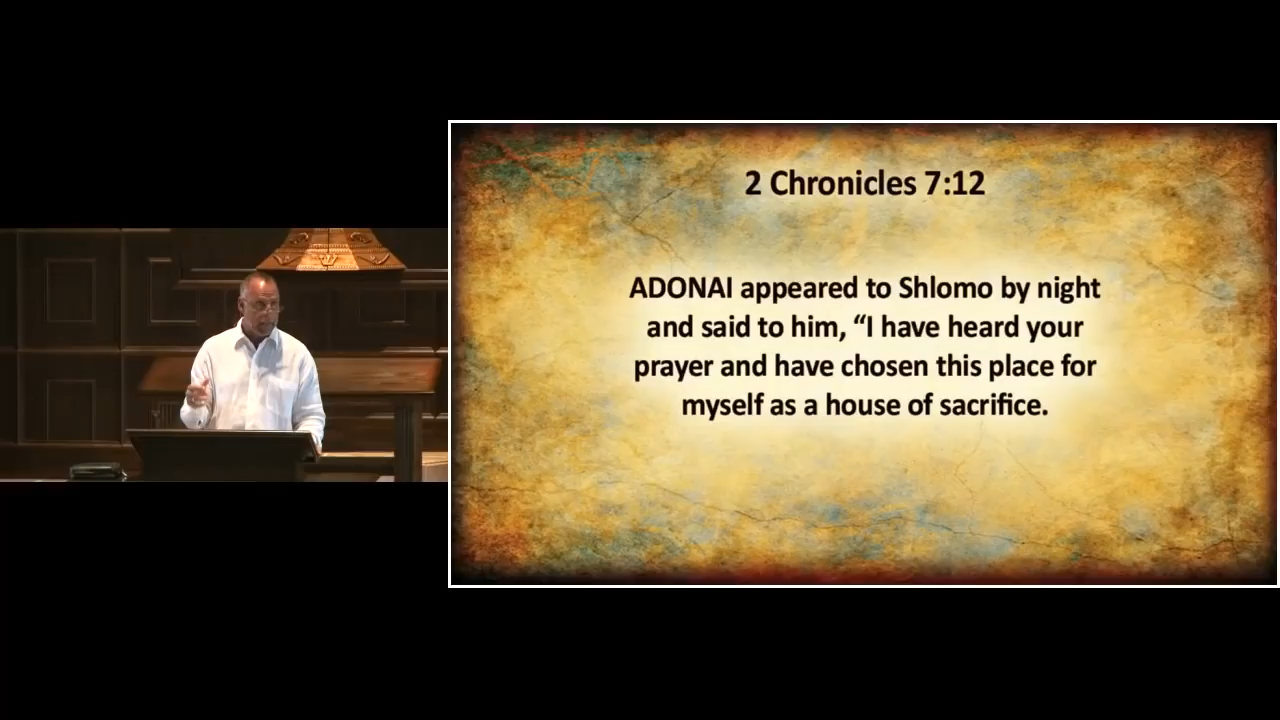 2 Chronicles 7:12
ADONAI appeared to Shlomo by night
and said to him, “I have heard your
prayer and have chosen this place for
myself as a house of sacrifice.